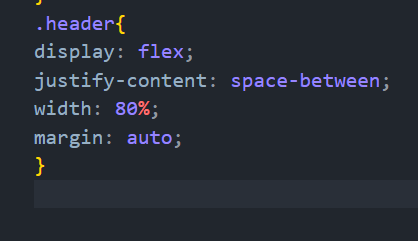 }
.header{
display: flex;
justify-content: space-between;
width: 80%;
margin: auto;
}